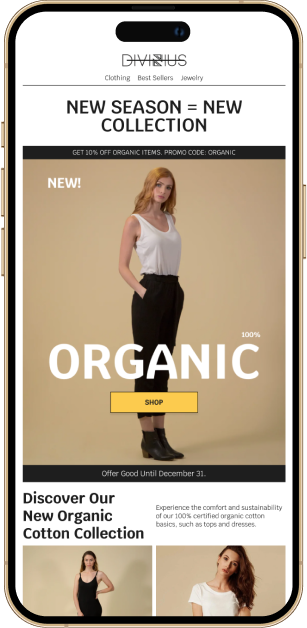 DIVINIUS
Clothing Best Sellers Jewelry
NEW SEASON = NEW
COLLECTION
GET 10% OFF ORGANIC ITEMS. PROMO CODE: ORGANIC
NEW!
100%
ORGANIC
SHOP
Offer Good Until December 31.
Discover Our
New Organic
Cotton Collection
Experience the comfort and sustainability
of our 100% certified organic cotton
basics, such as tops and dresses.